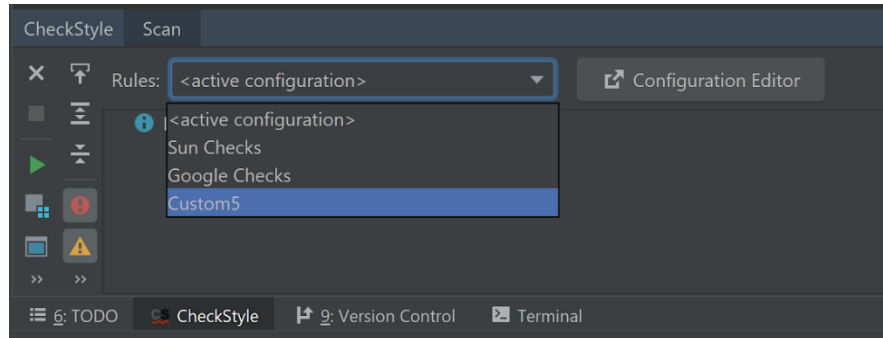 CheckStyle Scan
Rules: <active configuration> Configuration Editor
<active configuration>
Sun Checks
Google Checks
Custom5
6: TODO CS CheckStyle 9: Version Control Terminal